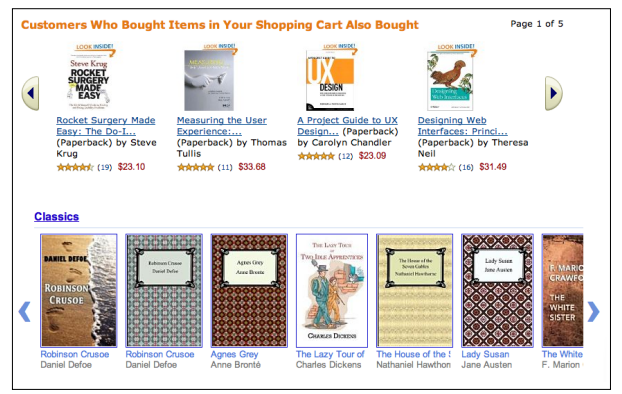 Customers Who Bought Items in Your Shopping Cart Also Bought
Page 1 of 5
LOOK INSIDE!
LOOK INSIDE!
LOOK INSIDE!
LOOK INSIDE!
Steve Krug
ROCKET
SURGERY
MADE
EASY
UX
DESIGN
Designing
Web Interfaces
Rocket Surgery Made
Easy: The Do-I...
(Paperback) by Steve
Krug
(19) $23.10
Measuring the User
Experience:...
(Paperback) by Thomas
Tullis
(11) $33.68
A Project Guide to UX
Design... (Paperback)
by Carolyn Chandler
(12) $23.09
Designing Web
Interfaces: Princi...
(Paperback) by Theresa
Neil
(16) $31.49
Classics
DANIEL DEFOE
ROBINSON
CRUSOE
Robinson Crusoe
Daniel Defoe
Agnes Grey
Anne Bronte
THE LAZY TOUR
OF
TWO IDLE APPRENTICES
CHARLES DICKENS
The House of the
Seven Gables
Nathaniel Hawthorne
Lady Susan
Jane Austen
F. MARIO
CRAWFO
THE
WHITE
SISTER
Robinson Crusoe
Daniel Defoe
Robinson Crusoe
Daniel Defoe
Agnes Grey
Anne Brontë
The Lazy Tour of
Charles Dickens
The House of the S
Nathaniel Hawthon
Lady Susan
Jane Austen
The White
F. Marion